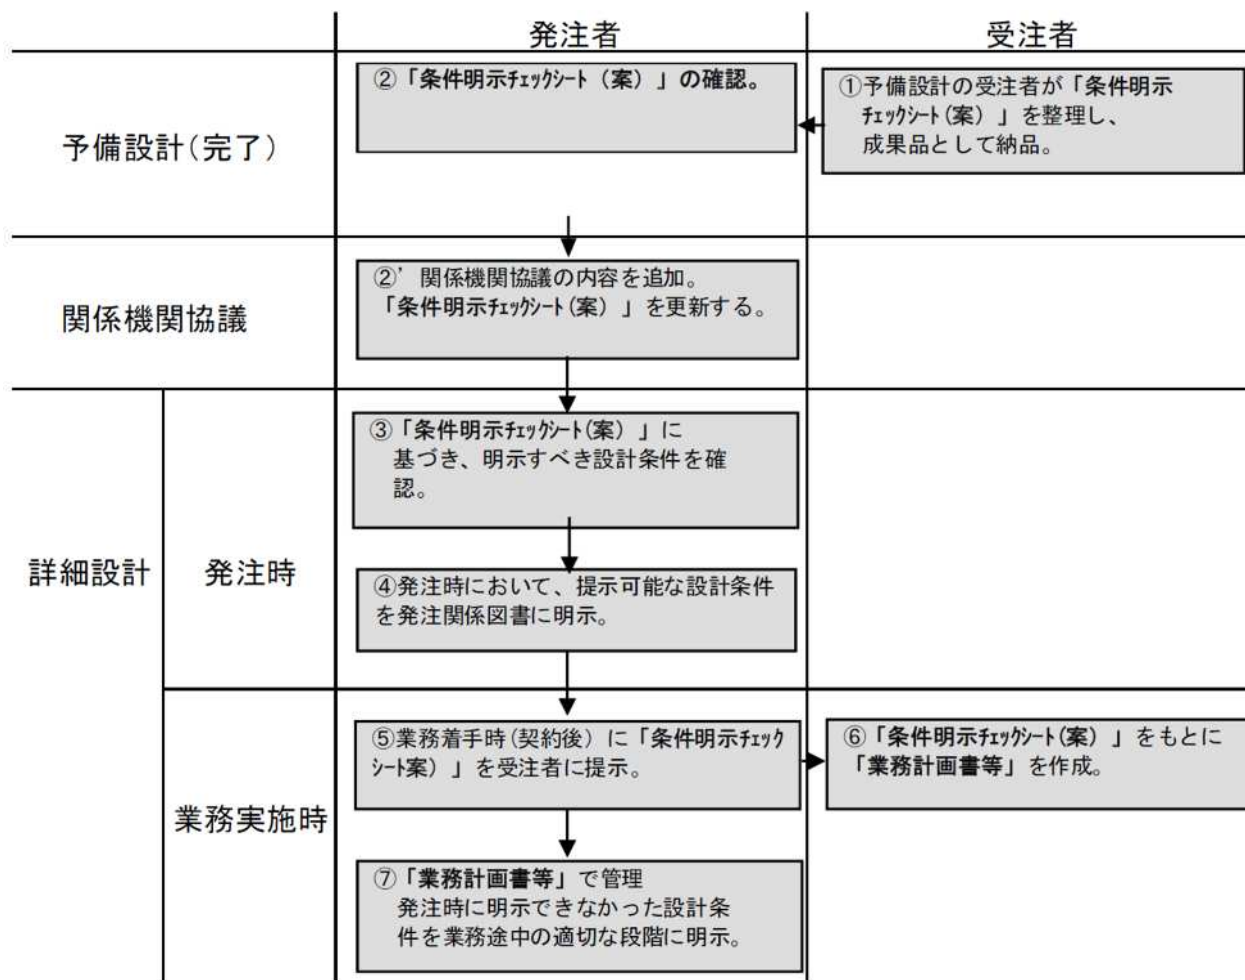 発注者
受注者
予備設計(完了)
②「条件明示ﾁｪｯｸｼｰﾄ（案）」の確認。
①予備設計の受注者が「条件明示
ﾁｪｯｸｼｰﾄ(案）」を整理し、
成果品として納品。
関係機関協議
②’関係機関協議の内容を追加。
「条件明示ﾁｪｯｸｼｰﾄ(案）」を更新する。
詳細設計
発注時
③「条件明示ﾁｪｯｸｼｰﾄ(案）」に
基づき、明示すべき設計条件を確
認。
④発注時において、提示可能な設計条件
を発注関係図書に明示。
業務実施時
⑤業務着手時(契約後）に「条件明示ﾁｪｯｸ
ｼｰﾄ案）」を受注者に提示。
⑥「条件明示ﾁｪｯｸｼｰﾄ(案）」をもとに
「業務計画書等」を作成。
⑦「業務計画書等」で管理
発注時に明示できなかった設計条
件を業務途中の適切な段階に明示。